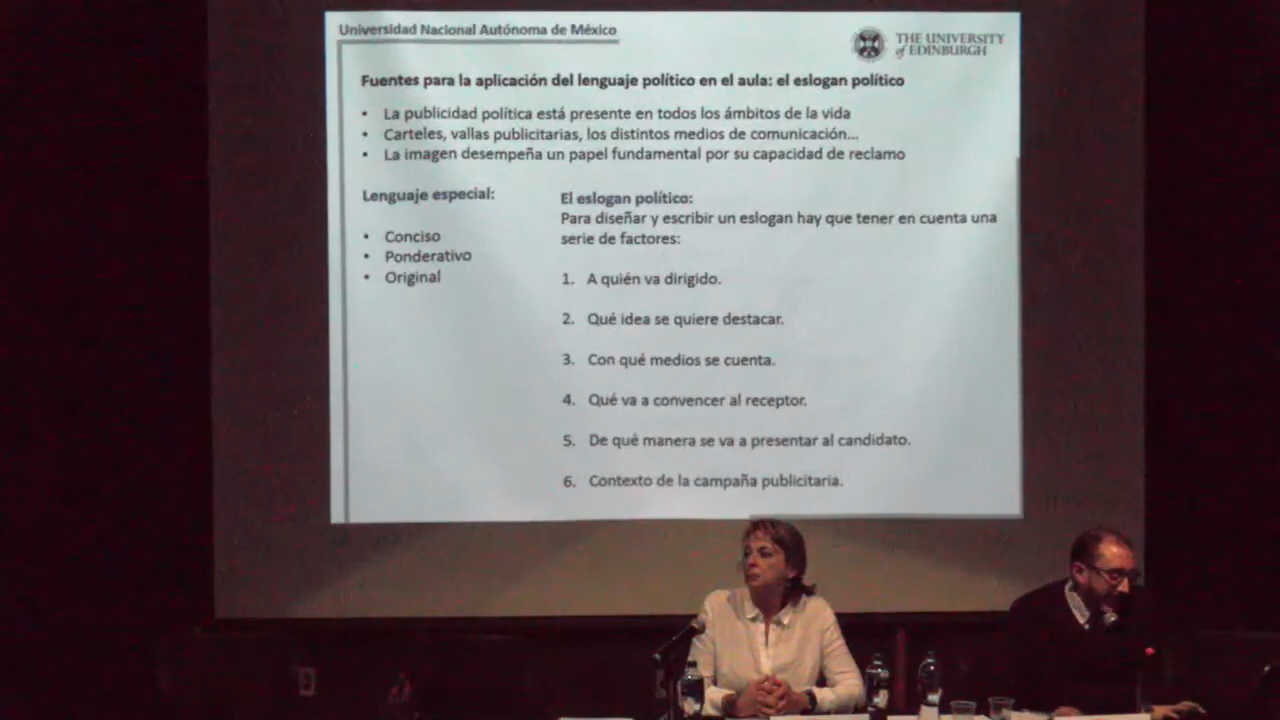 Universidad Nacional Autónoma de México
THE UNIVERSITY
of EDINBURGH
Fuentes para la aplicación del lenguaje político en el aula: el eslogan político
• La publicidad política está presente en todos los ámbitos de la vida
• Carteles, vallas publicitarias, los distintos medios de comunicación...
• La imagen desempeña un papel fundamental por su capacidad de reclamo
Lenguaje especial:
• Conciso
• Ponderativo
• Original
El eslogan político:
Para diseñar y escribir un eslogan hay que tener en cuenta una
serie de factores:
1. A quién va dirigido.
2. Qué idea se quiere destacar.
3. Con qué medios se cuenta.
4. Qué va a convencer al receptor.
5. De qué manera se va a presentar al candidato.
6. Contexto de la campaña publicitaria.